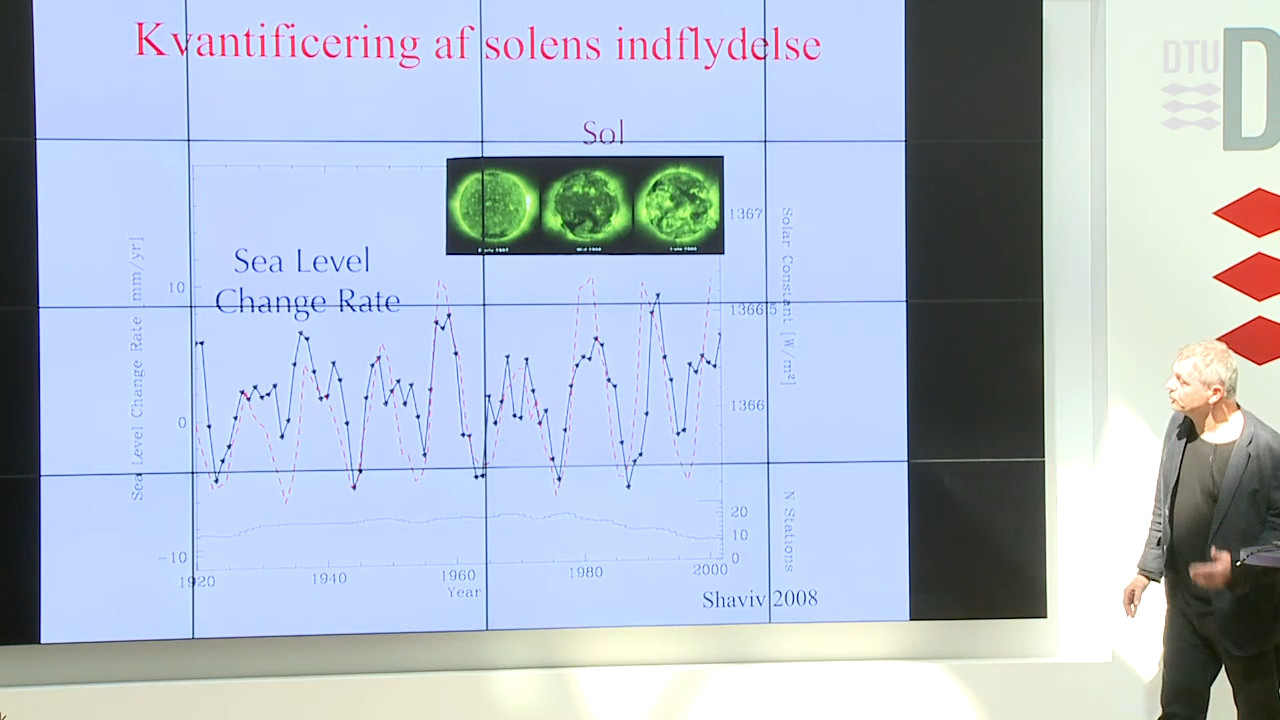 Kvantificering af solens indflydelse
DTU
D
Sol
1367
Solar Constant [W/m²]
Sea Level
Change Rate
Sea Level Change Rate mm/yr]
10
1366.5
1366
0
20
10
0
N Stations
-10
1920
1940
1960
1980
2000
Year
Shaviv 2008